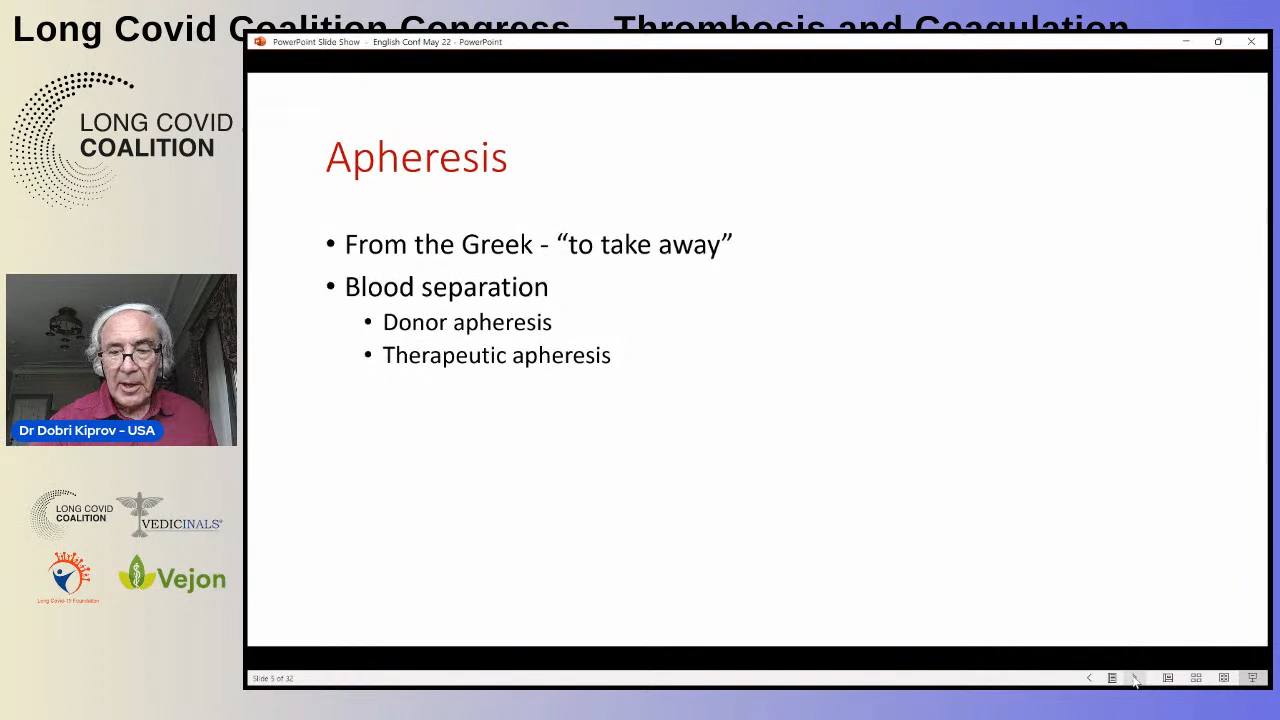 Long Covid Coalition Congress – Thrombosis and Coagulation
PowerPoint Slide Show - English Conf May 22 - PowerPoint
LONG COVID
COALITION
Apheresis
• From the Greek - “to take away”
• Blood separation
• Donor apheresis
• Therapeutic apheresis
Dr Dobri Kiprov - USA
LONG COVID
COALITION
VEDICINALS®
Long Covid-19 Foundation
Vejon
Slide 5 of 32